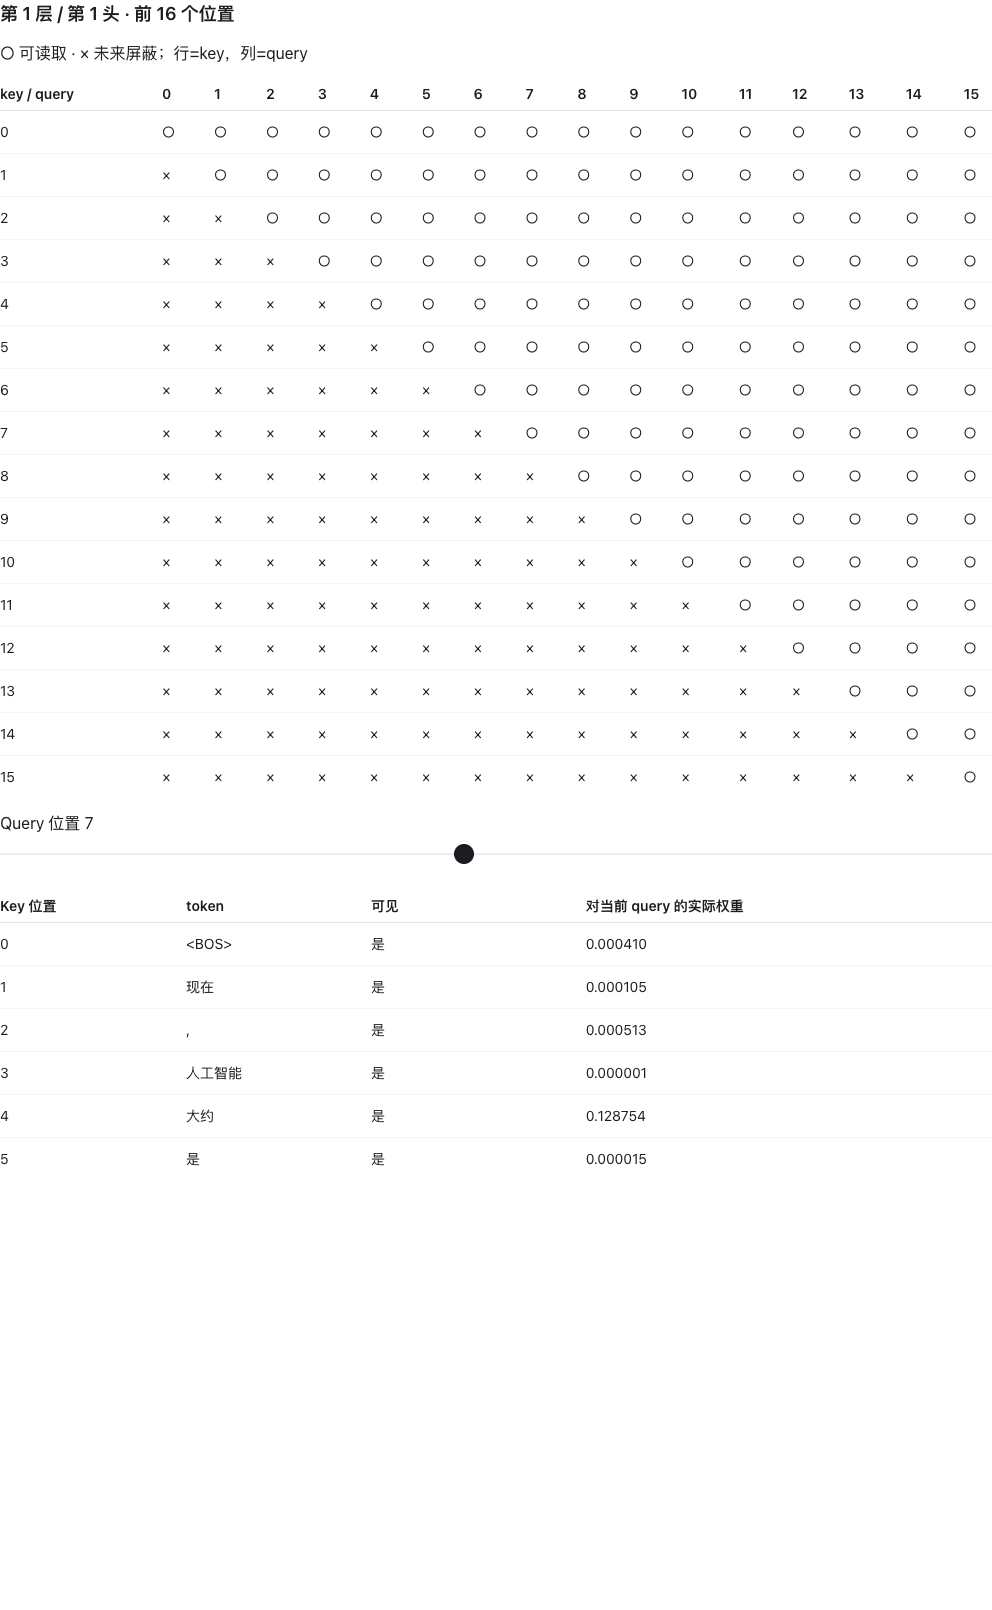 第 1 层 / 第 1 头 · 前 16 个位置
○ 可读取 · × 未来屏蔽；行=key，列=query
key / query 0 1 2 3 4 5 6 7 8 9 10 11 12 13 14 15
0 ○ ○ ○ ○ ○ ○ ○ ○ ○ ○ ○ ○ ○ ○ ○ ○
1 × ○ ○ ○ ○ ○ ○ ○ ○ ○ ○ ○ ○ ○ ○ ○
2 × × ○ ○ ○ ○ ○ ○ ○ ○ ○ ○ ○ ○ ○ ○
3 × × × ○ ○ ○ ○ ○ ○ ○ ○ ○ ○ ○ ○ ○
4 × × × × ○ ○ ○ ○ ○ ○ ○ ○ ○ ○ ○ ○
5 × × × × × ○ ○ ○ ○ ○ ○ ○ ○ ○ ○ ○
6 × × × × × × ○ ○ ○ ○ ○ ○ ○ ○ ○ ○
7 × × × × × × × ○ ○ ○ ○ ○ ○ ○ ○ ○
8 × × × × × × × × ○ ○ ○ ○ ○ ○ ○ ○
9 × × × × × × × × × ○ ○ ○ ○ ○ ○ ○
10 × × × × × × × × × × ○ ○ ○ ○ ○ ○
11 × × × × × × × × × × × ○ ○ ○ ○ ○
12 × × × × × × × × × × × × ○ ○ ○ ○
13 × × × × × × × × × × × × × ○ ○ ○
14 × × × × × × × × × × × × × × ○ ○
15 × × × × × × × × × × × × × × × ○
Query 位置 7
Key 位置 token 可见 对当前 query 的实际权重
0 <BOS> 是 0.000410
1 现在 是 0.000105
2 , 是 0.000513
3 人工智能 是 0.000001
4 大约 是 0.128754
5 是 是 0.000015